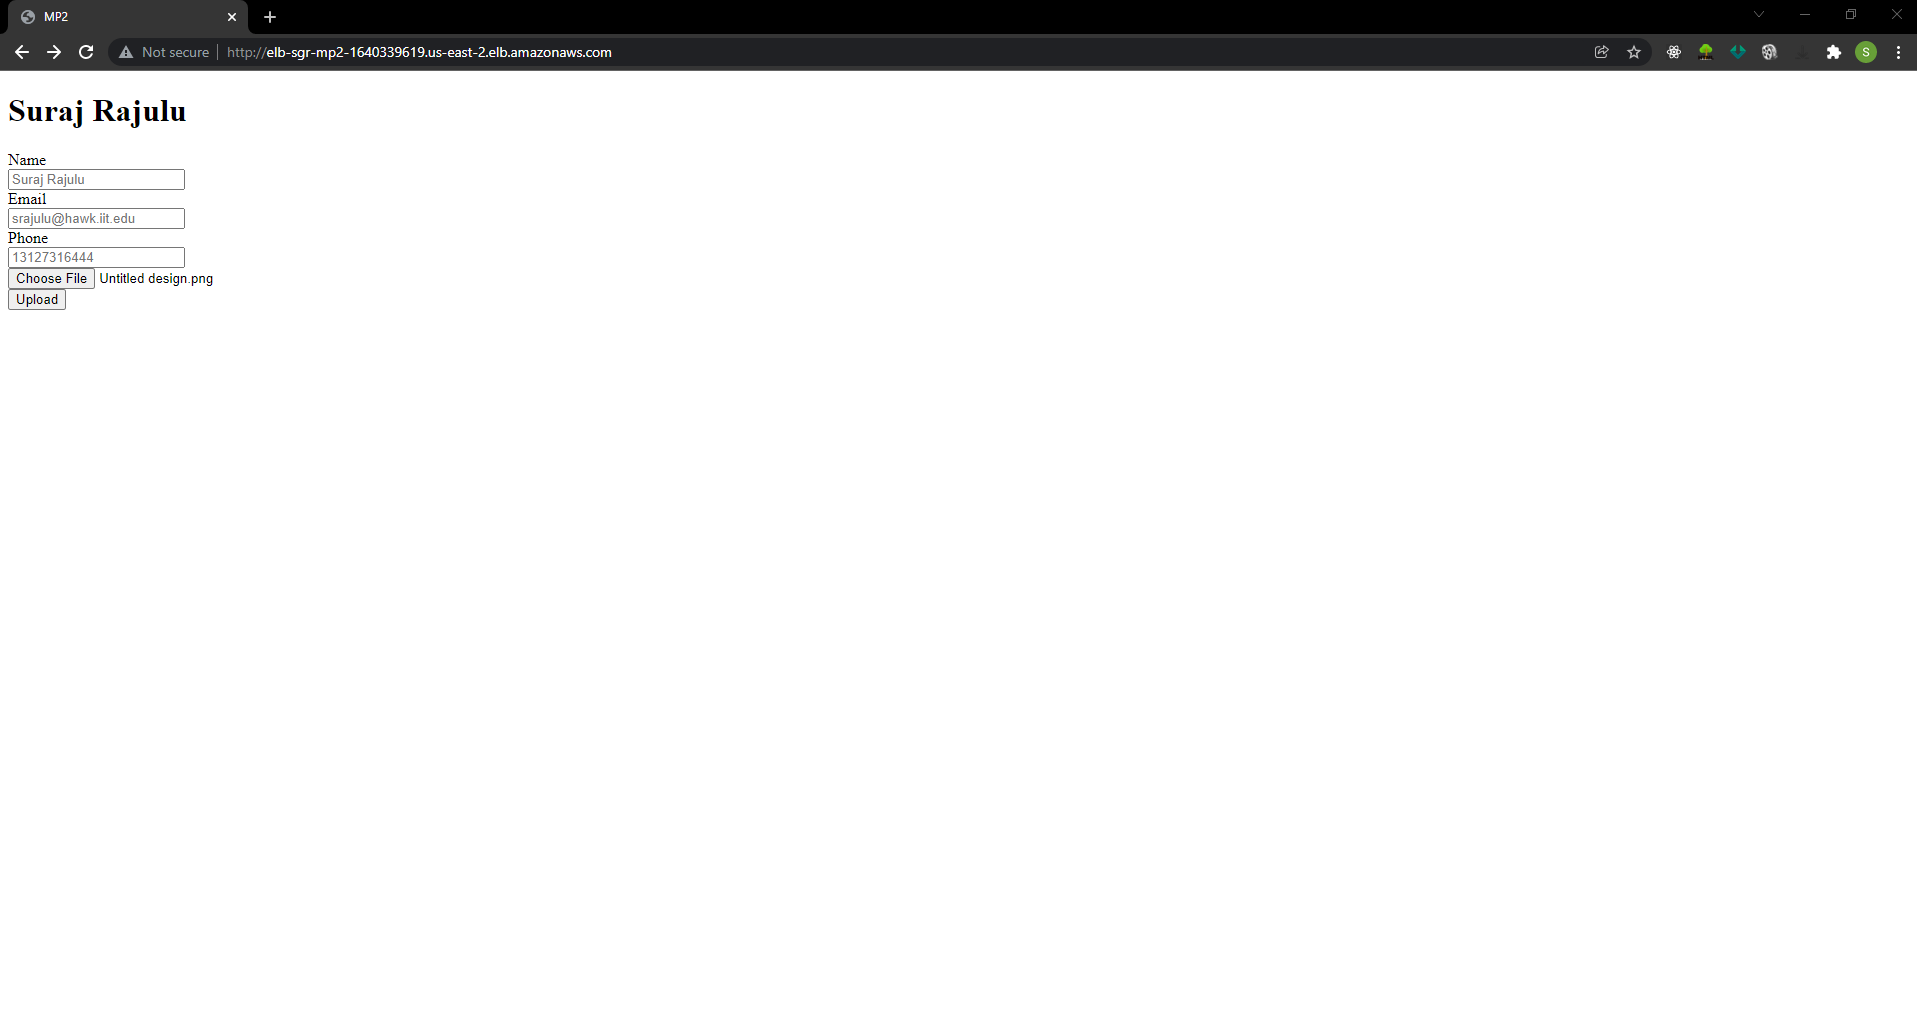 MP2
Not secure http://elb-sgr-mp2-1640339619.us-east-2.elb.amazonaws.com
S
Suraj Rajulu
Name
Suraj Rajulu
Email
srajulu@hawk.iit.edu
Phone
13127316444
Choose File Untitled design.png
Upload